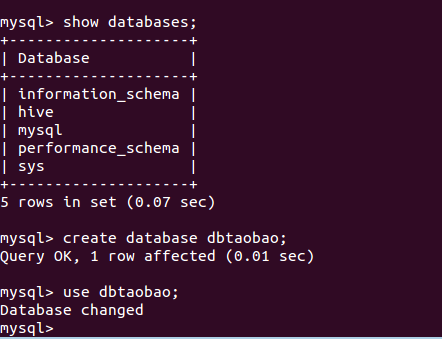 mysql> show databases;
+--------------------+
| Database           |
+--------------------+
| information_schema |
| hive               |
| mysql              |
| performance_schema |
| sys                |
+--------------------+
5 rows in set (0.07 sec)
mysql> create database dbtaobao;
Query OK, 1 row affected (0.01 sec)
mysql> use dbtaobao;
Database changed
mysql>